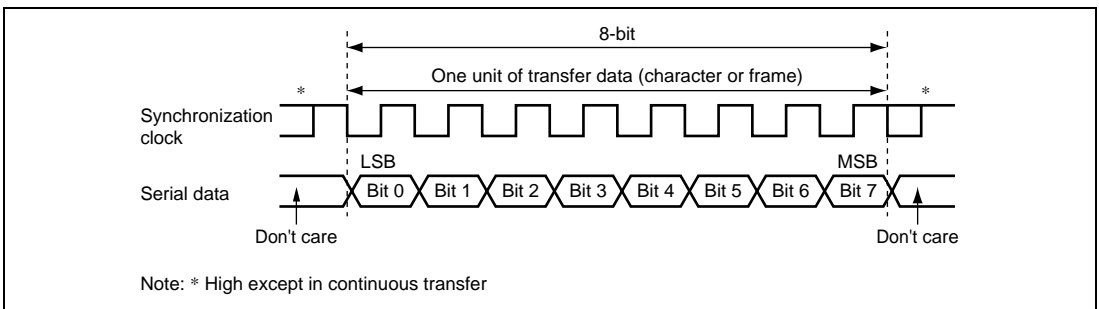 8-bit
One unit of transfer data (character or frame)
* *
Synchronization
clock
LSB MSB
Serial data Bit 0 Bit 1 Bit 2 Bit 3 Bit 4 Bit 5 Bit 6 Bit 7
Don't care Don't care
Note: * High except in continuous transfer